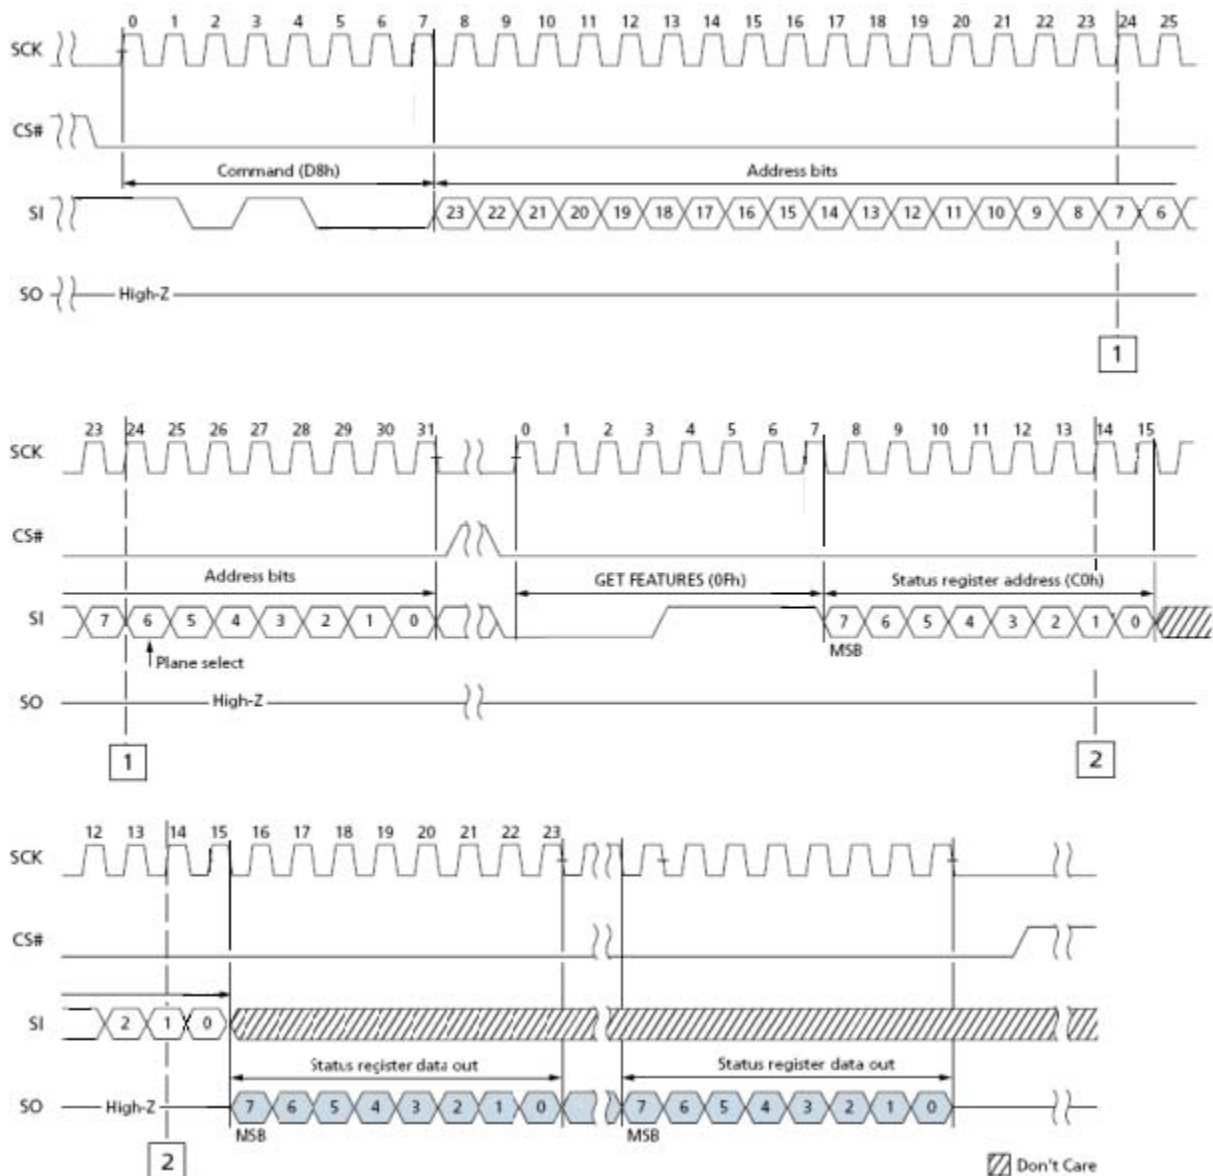 0 1 2 3 4 5 6 7 8 9 10 11 12 13 14 15 16 17 18 19 20 21 22 23 24 25
SCK
CS#
Command (D8h) Address bits
SI 23 22 21 20 19 18 17 16 15 14 13 12 11 10 9 8 7 6
SO High-Z
1
23 24 25 26 27 28 29 30 31 0 1 2 3 4 5 6 7 8 9 10 11 12 13 14 15
SCK
CS#
Address bits GET FEATURES (0Fh) Status register address (C0h)
SI 7 6 5 4 3 2 1 0 7 6 5 4 3 2 1 0
MSB
Plane select
SO High-Z
1 2
12 13 14 15 16 17 18 19 20 21 22 23
SCK
CS#
SI 2 1 0
Status register data out Status register data out
SO High-Z 7 6 5 4 3 2 1 0 7 6 5 4 3 2 1 0
MSB MSB
2
Don't Care